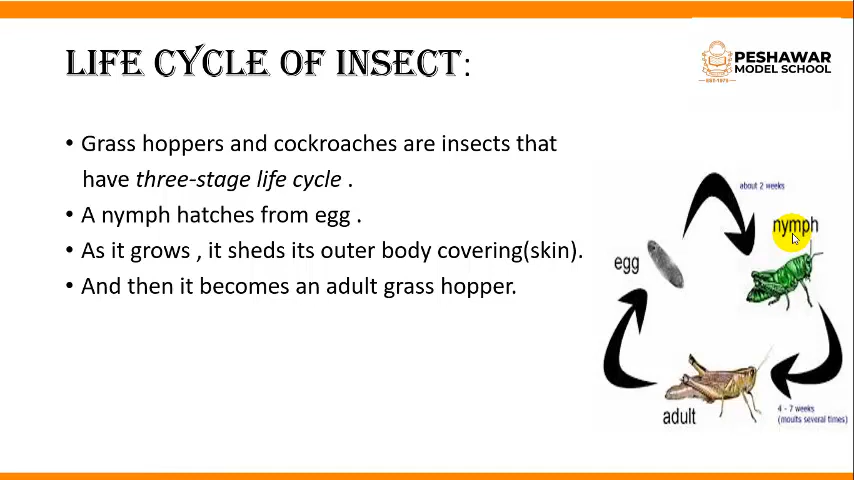 LIFE CYCLE OF INSECT:
PESHAWAR
MODEL SCHOOL
EST-1973
• Grass hoppers and cockroaches are insects that
have three-stage life cycle .
• A nymph hatches from egg .
• As it grows , it sheds its outer body covering(skin).
• And then it becomes an adult grass hopper.
about 2 weeks
nymph
egg
adult
4 - 7 weeks
(moults several times)